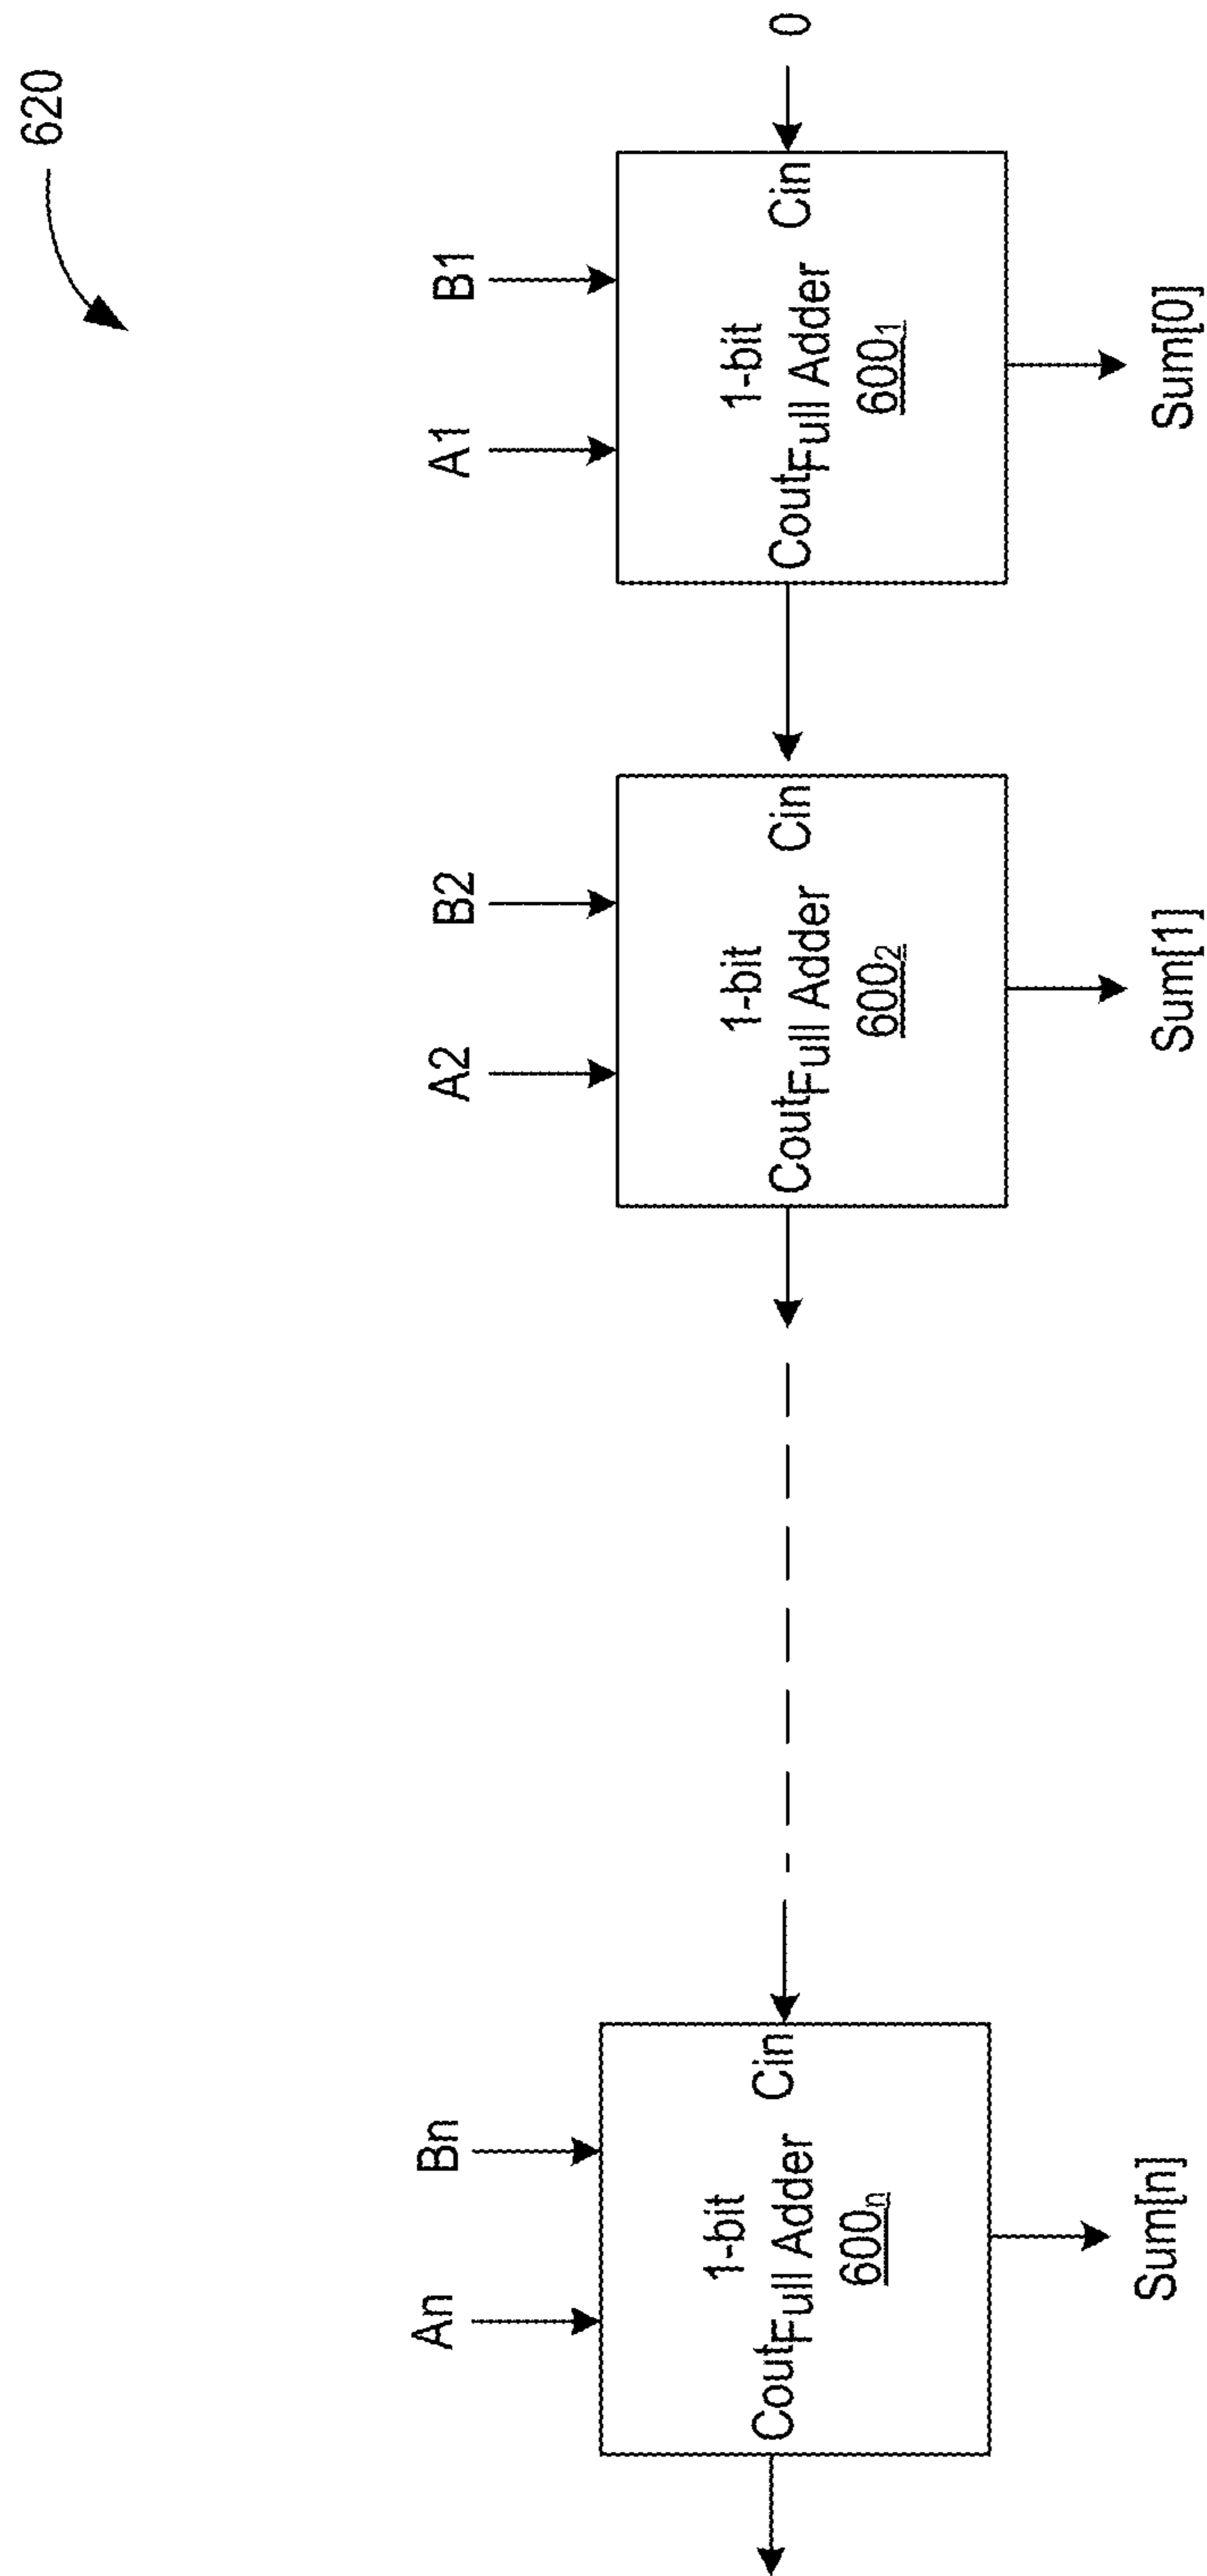 620
An
Bn
A2
B2
A1
B1
1-bit
Cout Full Adder Cin
600n
1-bit
Cout Full Adder Cin
6002
1-bit
Cout Full Adder Cin
6001
0
Sum[n]
Sum[1]
Sum[0]